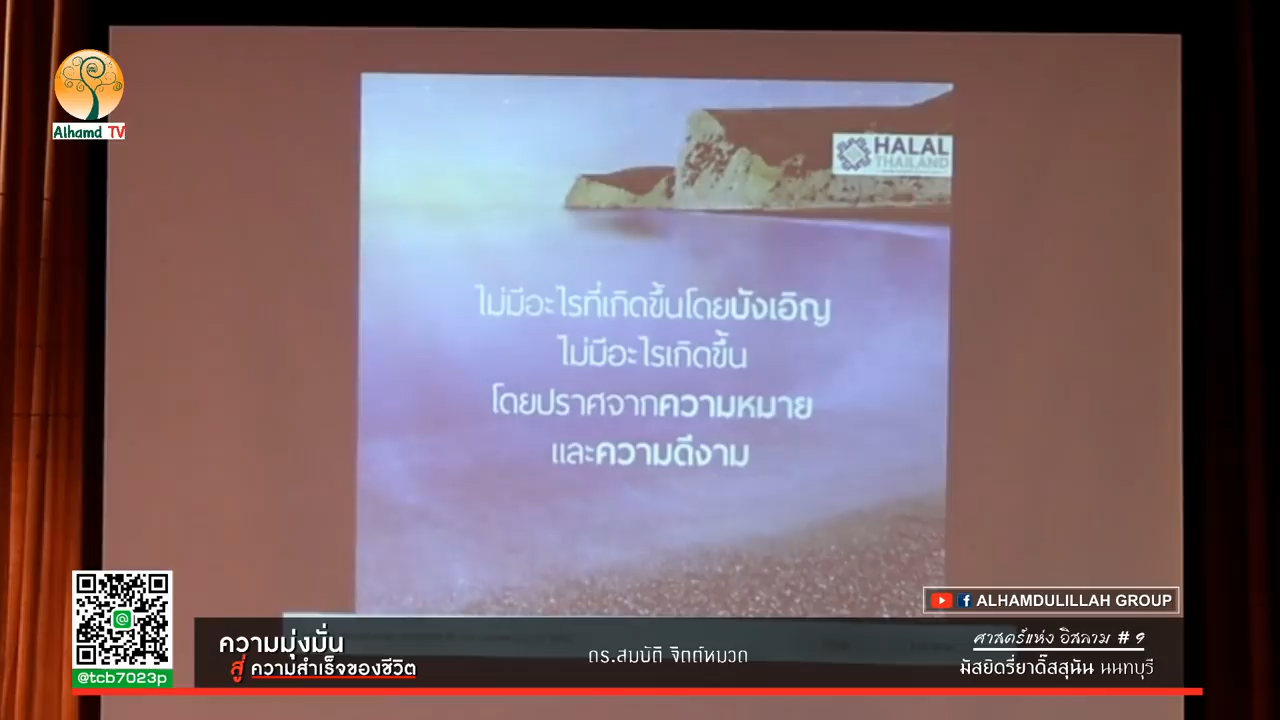 Alhamd TV
HALAL
THAILAND
ไม่มีอะไรที่เกิดขึ้นโดยบังเอิญ
ไม่มีอะไรเกิดขึ้น
โดยปราศจากความหมาย
และความดีงาม
ALHAMDULILLAH GROUP
ความมุ่งมั่น
สู่ ความสำเร็จของชีวิต
ดร.สมบัติ จิตต์หมวด
ศาสตร์แห่ง อิสลาม # 9
มัสยิดรี่ยาดิ๊สสุนัน นนทบุรี
@tcb7023p